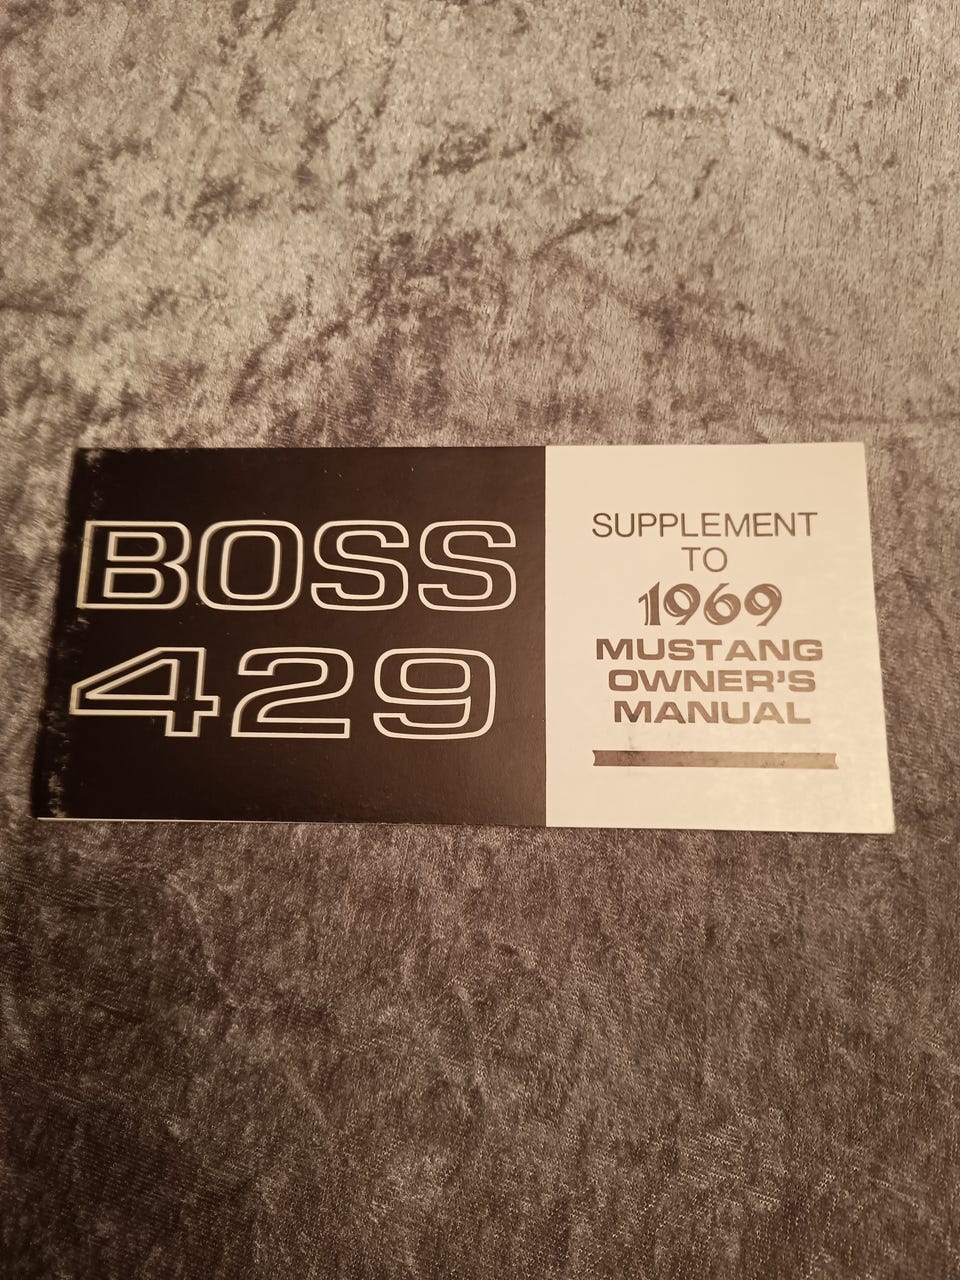 BOSS
429
SUPPLEMENT
TO
1969
MUSTANG
OWNER'S
MANUAL